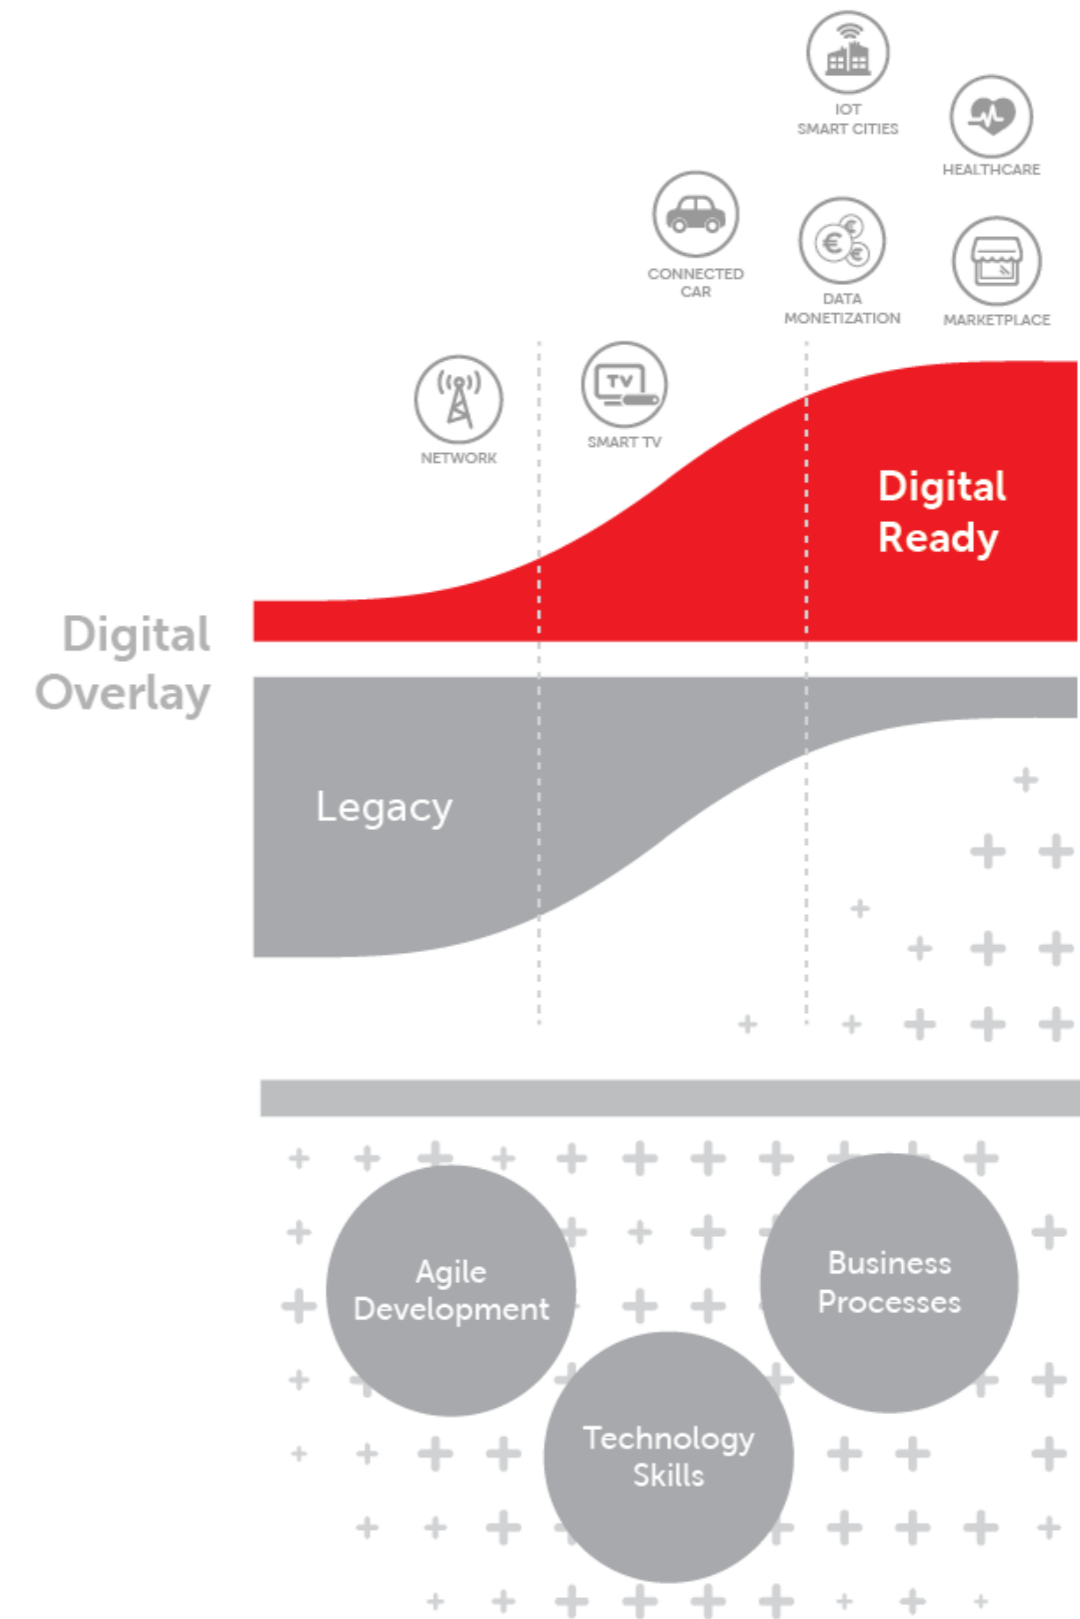 IOT
SMART CITIES
HEALTHCARE
CONNECTED
CAR
€
€
€
DATA
MONETIZATION
MARKETPLACE
NETWORK
TV
SMART TV
Digital
Ready
Digital
Overlay
Legacy
Agile
Development
Business
Processes
Technology
Skills